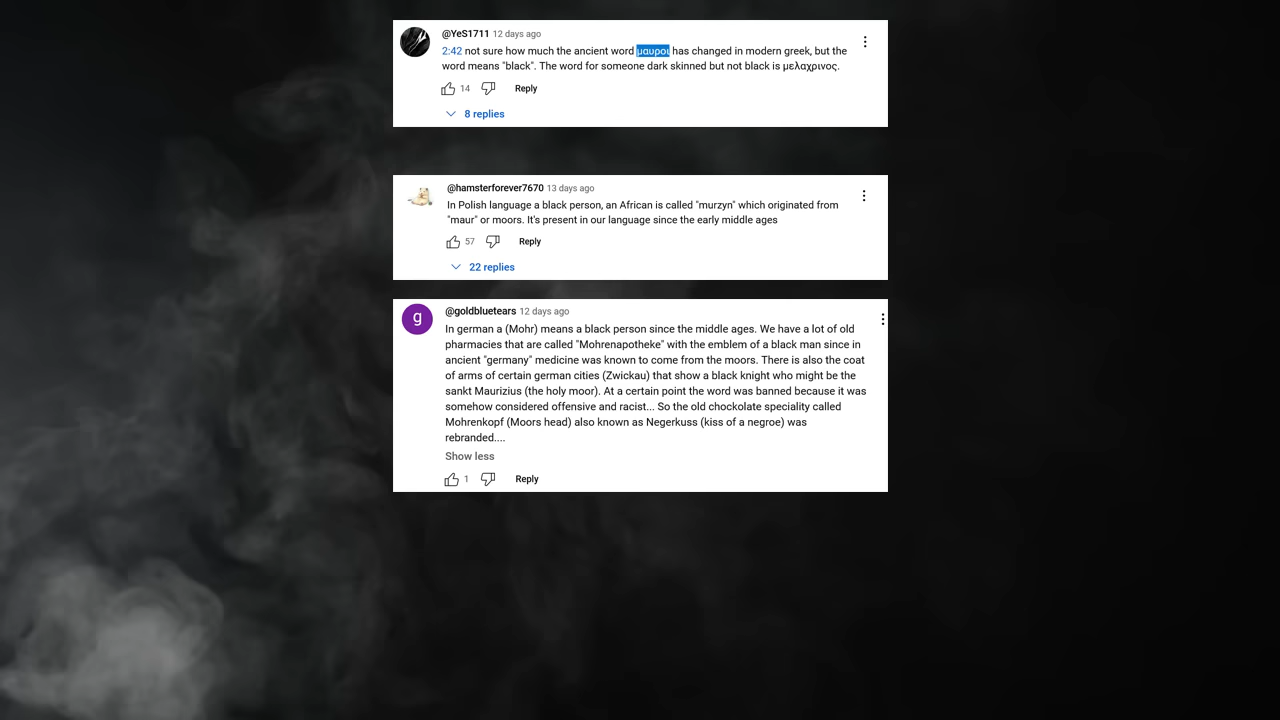 @YeS1711 12 days ago
2:42 not sure how much the ancient word μαυροι has changed in modern greek, but the
word means "black". The word for someone dark skinned but not black is μελαχρινος.
14 Reply
8 replies
@hamsterforever7670 13 days ago
In Polish language a black person, an African is called "murzyn" which originated from
"maur" or moors. It's present in our language since the early middle ages
57 Reply
22 replies
g
@goldbluetears 12 days ago
In german a (Mohr) means a black person since the middle ages. We have a lot of old
pharmacies that are called "Mohrenapotheke" with the emblem of a black man since in
ancient "germany" medicine was known to come from the moors. There is also the coat
of arms of certain german cities (Zwickau) that show a black knight who might be the
sankt Maurizius (the holy moor). At a certain point the word was banned because it was
somehow considered offensive and racist... So the old chockolate speciality called
Mohrenkopf (Moors head) also known as Negerkuss (kiss of a negroe) was
rebranded....
Show less
1 Reply